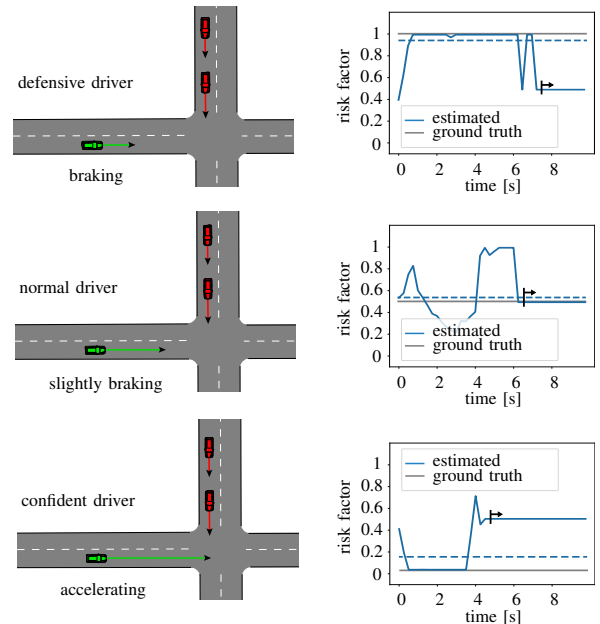 defensive driver
braking
risk factor
1
0.8
0.6
0.4
0.2
0
estimated
ground truth
0 2 4 6 8
time [s]
normal driver
slightly braking
risk factor
1
0.8
0.6
0.4
0.2
0
estimated
ground truth
0 2 4 6 8
time [s]
confident driver
accelerating
risk factor
1
0.8
0.6
0.4
0.2
0
estimated
ground truth
0 2 4 6 8
time [s]